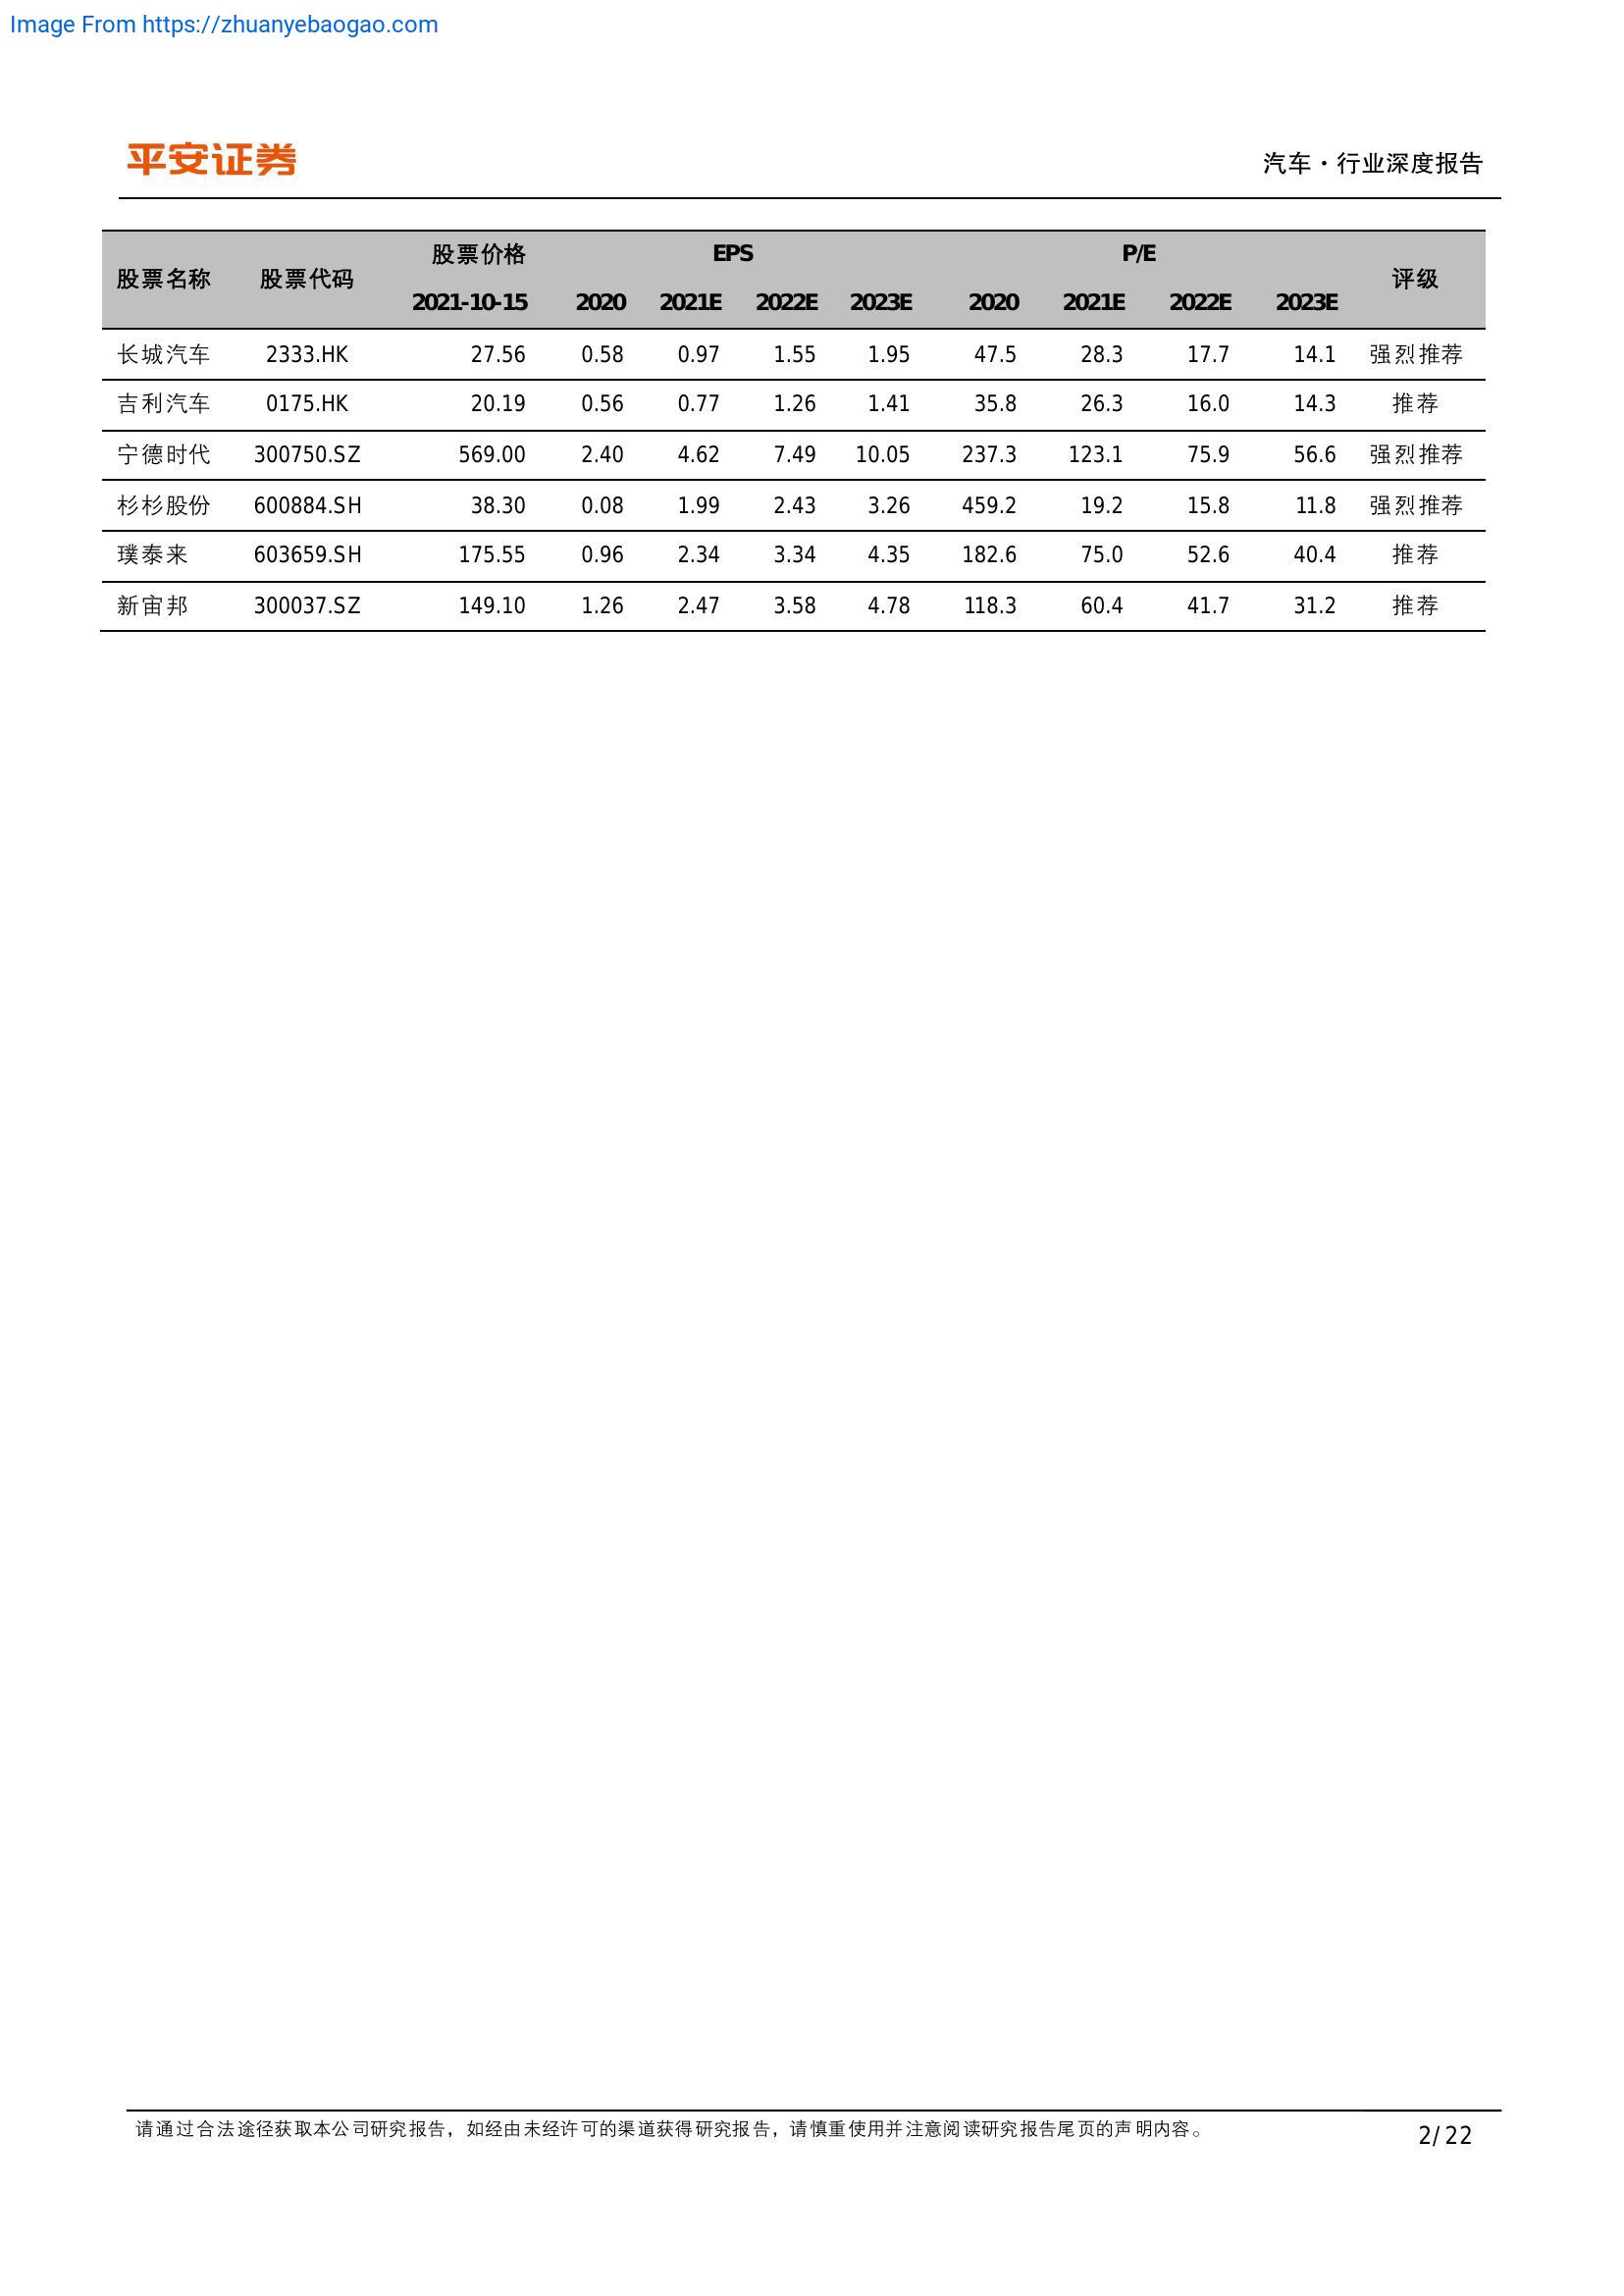 Image From https://zhuanyebaogao.com
平安证券
汽车·行业深度报告
股票名称 股票代码 股票价格 EPS P/E 评级
2021-10-15 2020 2021E 2022E 2023E 2020 2021E 2022E 2023E
长城汽车 2333.HK 27.56 0.58 0.97 1.55 1.95 47.5 28.3 17.7 14.1 强烈推荐
吉利汽车 0175.HK 20.19 0.56 0.77 1.26 1.41 35.8 26.3 16.0 14.3 推荐
宁德时代 300750.SZ 569.00 2.40 4.62 7.49 10.05 237.3 123.1 75.9 56.6 强烈推荐
杉杉股份 600884.SH 38.30 0.08 1.99 2.43 3.26 459.2 19.2 15.8 11.8 强烈推荐
璞泰来 603659.SH 175.55 0.96 2.34 3.34 4.35 182.6 75.0 52.6 40.4 推荐
新宙邦 300037.SZ 149.10 1.26 2.47 3.58 4.78 118.3 60.4 41.7 31.2 推荐
请通过合法途径获取本公司研究报告，如经由未经许可的渠道获得研究报告，请慎重使用并注意阅读研究报告尾页的声明内容。
2/ 22